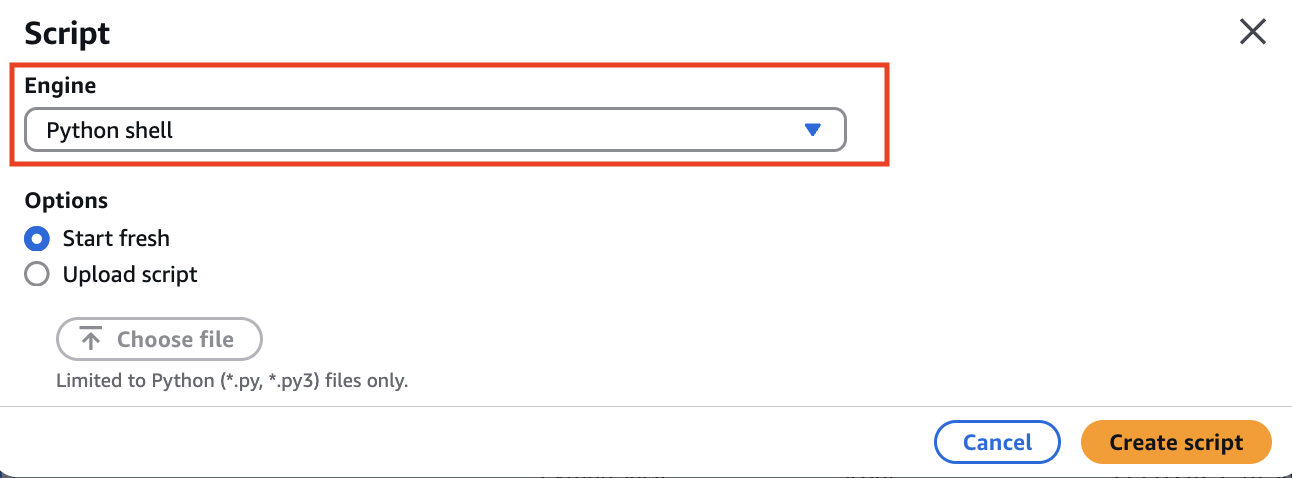 Script
Engine
Python shell
Options
Start fresh
Upload script
Choose file
Limited to Python (*.py, *.py3) files only.
Cancel
Create script